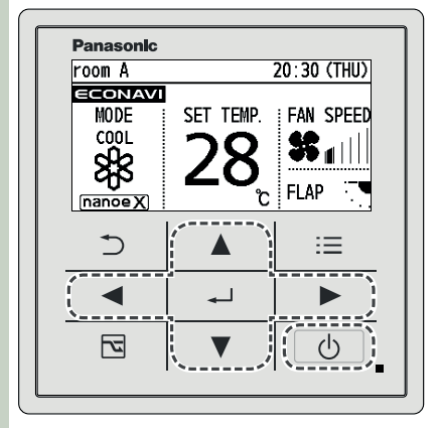 Panasonic
room A 20:30 (THU)
ECONAVI
MODE SET TEMP. FAN SPEED
COOL
28
℃
FLAP
nanoe X